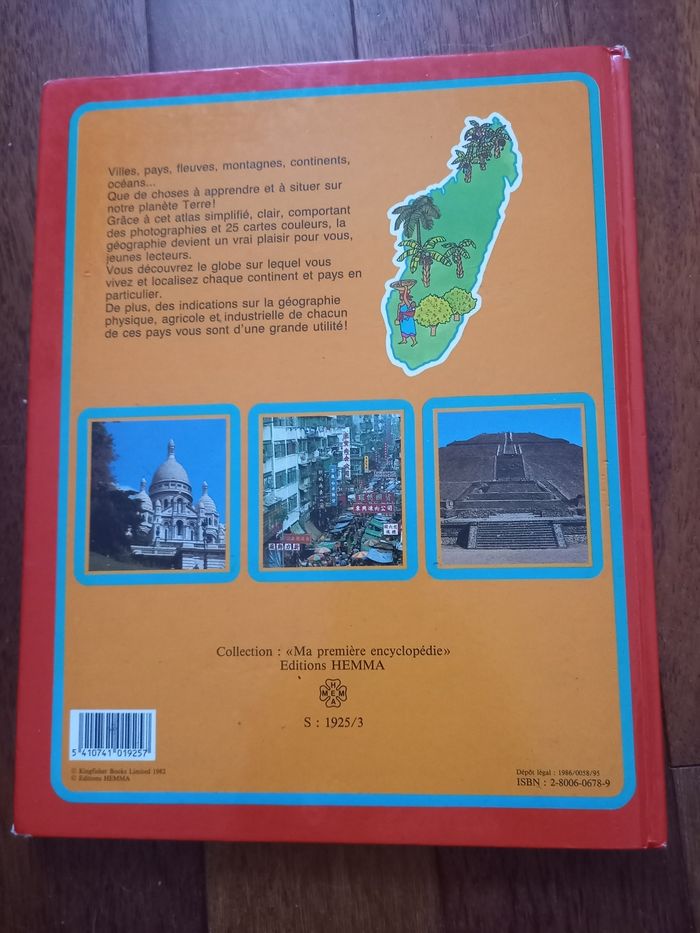 Villes, pays, fleuves, montagnes, continents,
océans...
Que de choses à apprendre et à situer sur
notre planète Terre!
Grâce à cet atlas simplifié, clair, comportant
des photographies et 25 cartes couleurs, la
géographie devient un vrai plaisir pour vous,
jeunes lecteurs.
Vous découvrez le globe sur lequel vous
vivez et localisez chaque continent et pays en
particulier.
De plus, des indications sur la géographie
physique, agricole et industrielle de chacun
de ces pays vous sont d'une grande utilité!
Collection : «Ma première encyclopédie»
Editions HEMMA
HEMMA
S : 1925/3
5 410741 019257
© Kingfisher Books Limited 1982
© Editions HEMMA
Dépôt légal : 1986/0058/95
ISBN : 2-8006-0678-9